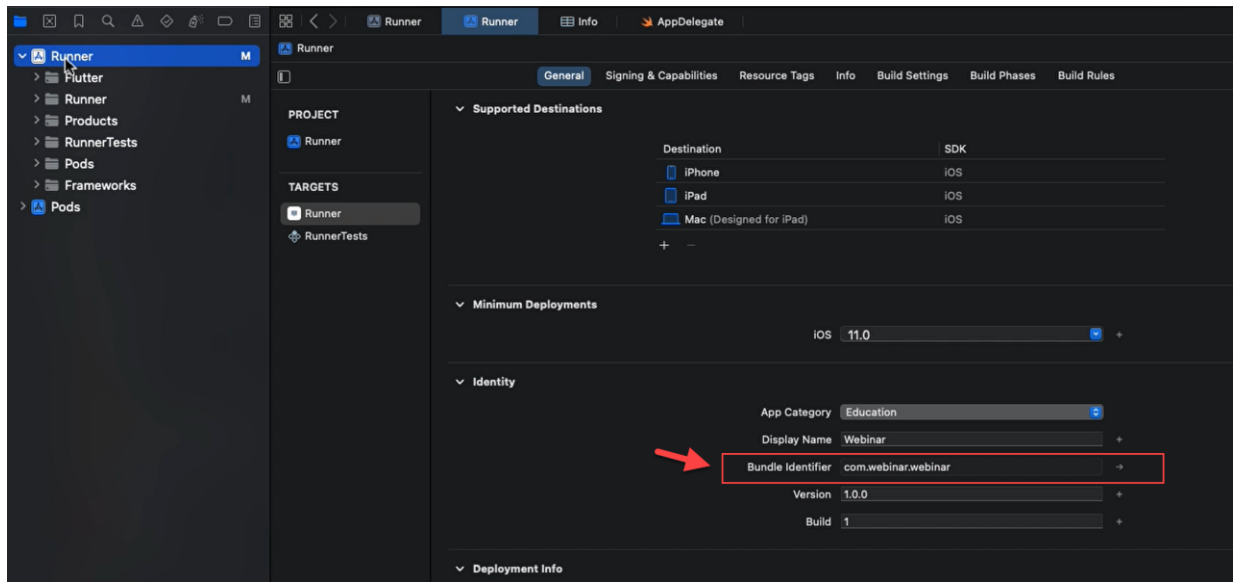 Runner
Runner
Info
AppDelegate
Runner M
Flutter
Runner M
Products
RunnerTests
Pods
Frameworks
Pods
Runner
General Signing & Capabilities Resource Tags Info Build Settings Build Phases Build Rules
PROJECT
Runner
TARGETS
Runner
RunnerTests
Supported Destinations
Destination SDK
iPhone iOS
iPad iOS
Mac (Designed for iPad) iOS
Minimum Deployments
iOS 11.0
Identity
App Category Education
Display Name Webinar
Bundle Identifier com.webinar.webinar
Version 1.0.0
Build 1
Deployment Info